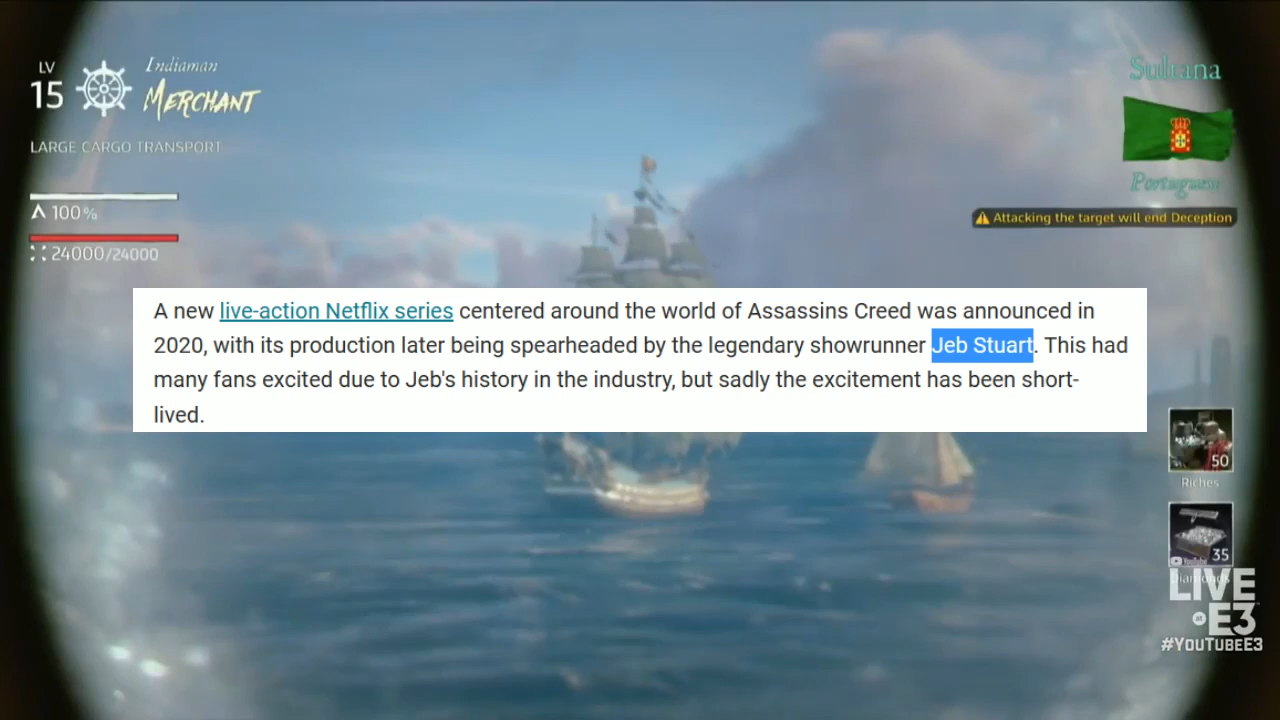 LV
15
Indiaman
MERCHANT
LARGE CARGO TRANSPORT
100%
24000/24000
Sultana
Portuguese
Attacking the target will end Deception
A new live-action Netflix series centered around the world of Assassins Creed was announced in
2020, with its production later being spearheaded by the legendary showrunner Jeb Stuart. This had
many fans excited due to Jeb's history in the industry, but sadly the excitement has been short-
lived.
50
Riches
35
Diamonds
YouTube
LIVE
at E3
#YOUTUBEE3